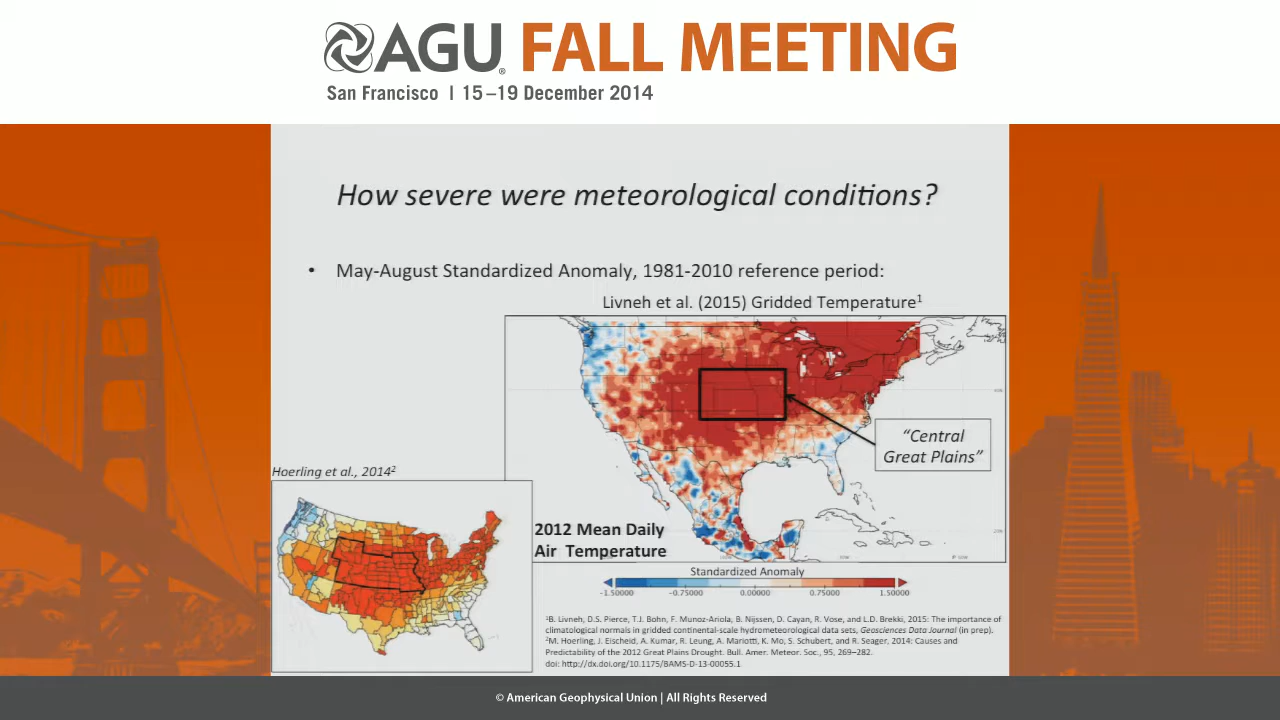 AGU® FALL MEETING
San Francisco | 15–19 December 2014
How severe were meteorological conditions?
• May-August Standardized Anomaly, 1981-2010 reference period:
Livneh et al. (2015) Gridded Temperature¹
"Central
Great Plains"
Hoerling et al., 2014²
2012 Mean Daily
Air Temperature
Standardized Anomaly
-1.50000 -0.75000 0.00000 0.75000 1.50000
¹B. Livneh, D.S. Pierce, T.J. Bohn, F. Munoz-Ariola, B. Nijssen, D. Cayan, R. Vose, and L.D. Brekki, 2015: The importance of
climatological normals in gridded continental-scale hydrometeorological data sets, Geosciences Data Journal (in prep).
²M. Hoerling, J. Eischeid, A. Kumar, R. Leung, A. Mariotti, K. Mo, S. Schubert, and R. Seager, 2014: Causes and
Predictability of the 2012 Great Plains Drought. Bull. Amer. Meteor. Soc., 95, 269–282.
doi: http://dx.doi.org/10.1175/BAMS-D-13-00055.1
© American Geophysical Union | All Rights Reserved